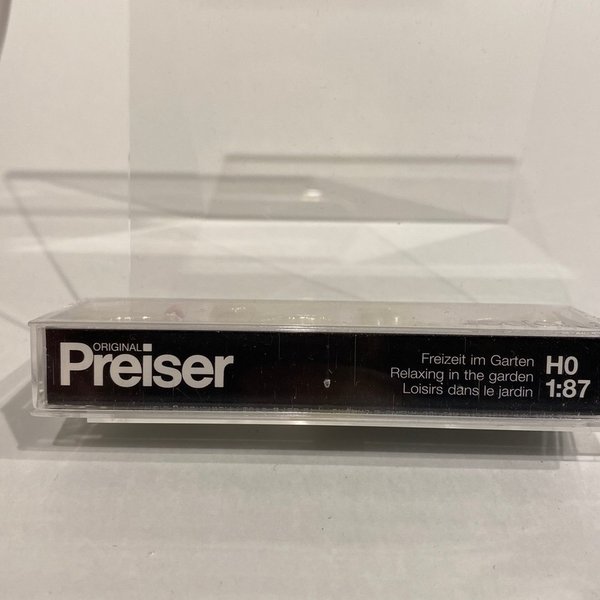 ORIGINAL
Preiser
Freizeit im Garten
Relaxing in the garden
Loisirs dans le jardin
H0
1:87